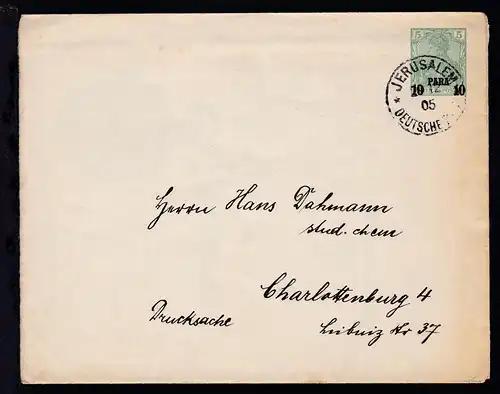 5 5
JERUSALEM
PARA
10 12 10
05
* DEUTSCHE
Herrn Hans Dahmann
stud. chem
Charlottenburg 4
Drucksache
Leibniz Str 37